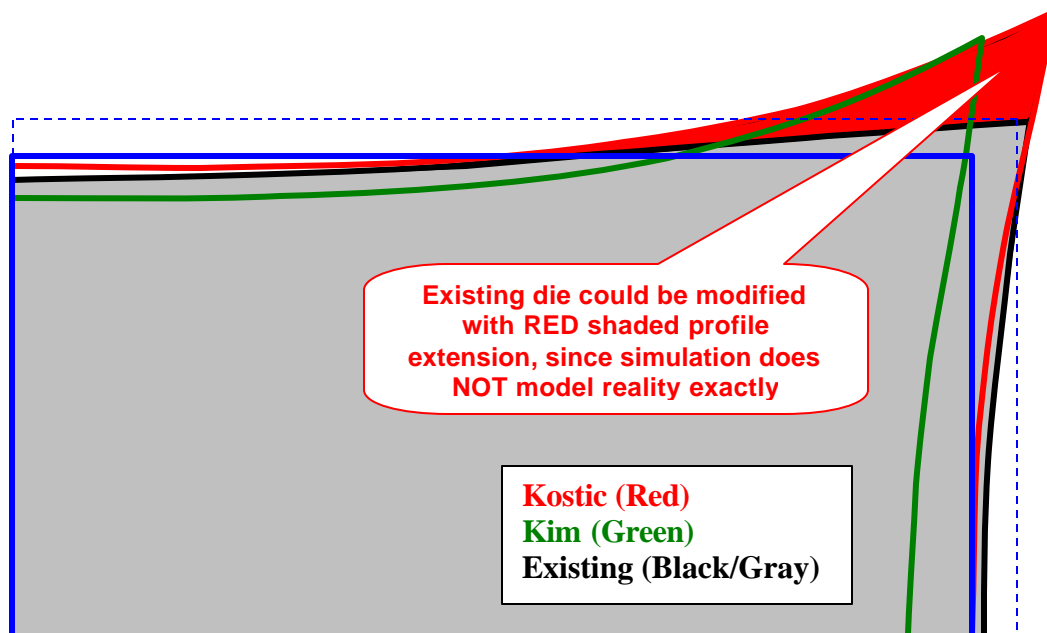 Existing die could be modified
with RED shaded profile
extension, since simulation does
NOT model reality exactly
Kostic (Red)
Kim (Green)
Existing (Black/Gray)